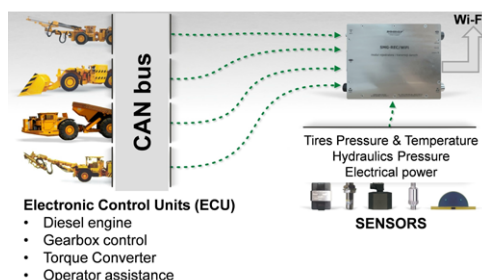 Wi-F
CAN bus
Tires Pressure & Temperature
Hydraulics Pressure
Electrical power
SENSORS
Electronic Control Units (ECU)
• Diesel engine
• Gearbox control
• Torque Converter
• Operator assistance